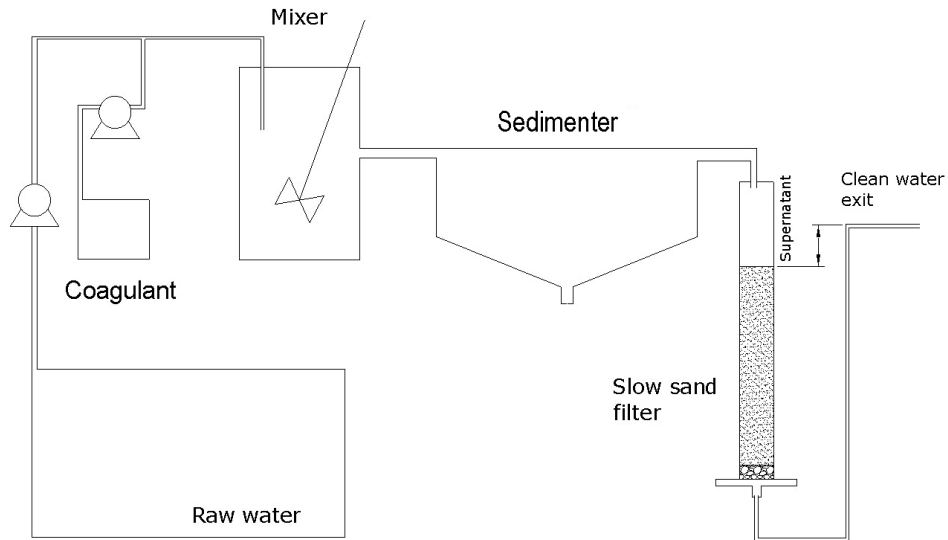 Mixer
Sedimenter
Clean water
exit
Supernatant
Coagulant
Slow sand
filter
Raw water